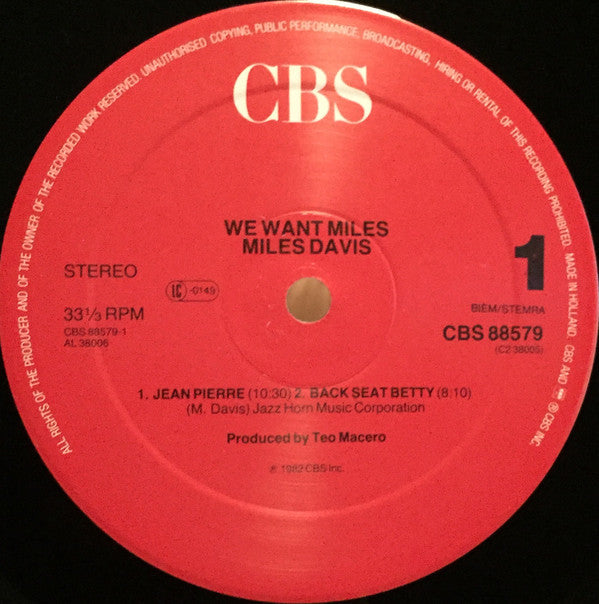 ALL RIGHTS OF THE PRODUCER AND OF THE OWNER OF THE RECORDED WORK RESERVED. UNAUTHORISED COPYING, PUBLIC PERFORMANCE, BROADCASTING, HIRING OR RENTAL OF THIS RECORDING PROHIBITED. MADE IN HOLLAND. CBS AND ℗ CBS INC.
CBS
WE WANT MILES
MILES DAVIS
1
STEREO
LC -0149
33⅓ RPM
BIEM/STEMRA
CBS 88579-1
CBS 88579
AL 38006
(C2 38005)
1. JEAN PIERRE (10:30) 2. BACK SEAT BETTY (8:10)
(M. Davis) Jazz Horn Music Corporation
Produced by Teo Macero
℗ 1982 CBS Inc.